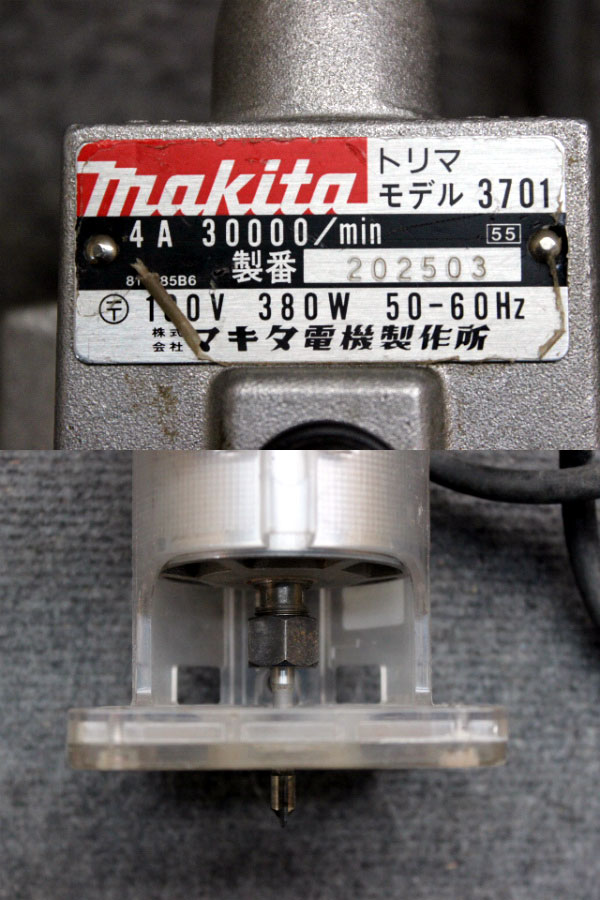 makita
トリマ
モデル 3701
4A 30000/min 55
製番 202503
〒 100V 380W 50-60Hz
株式
会社
マキタ電機製作所